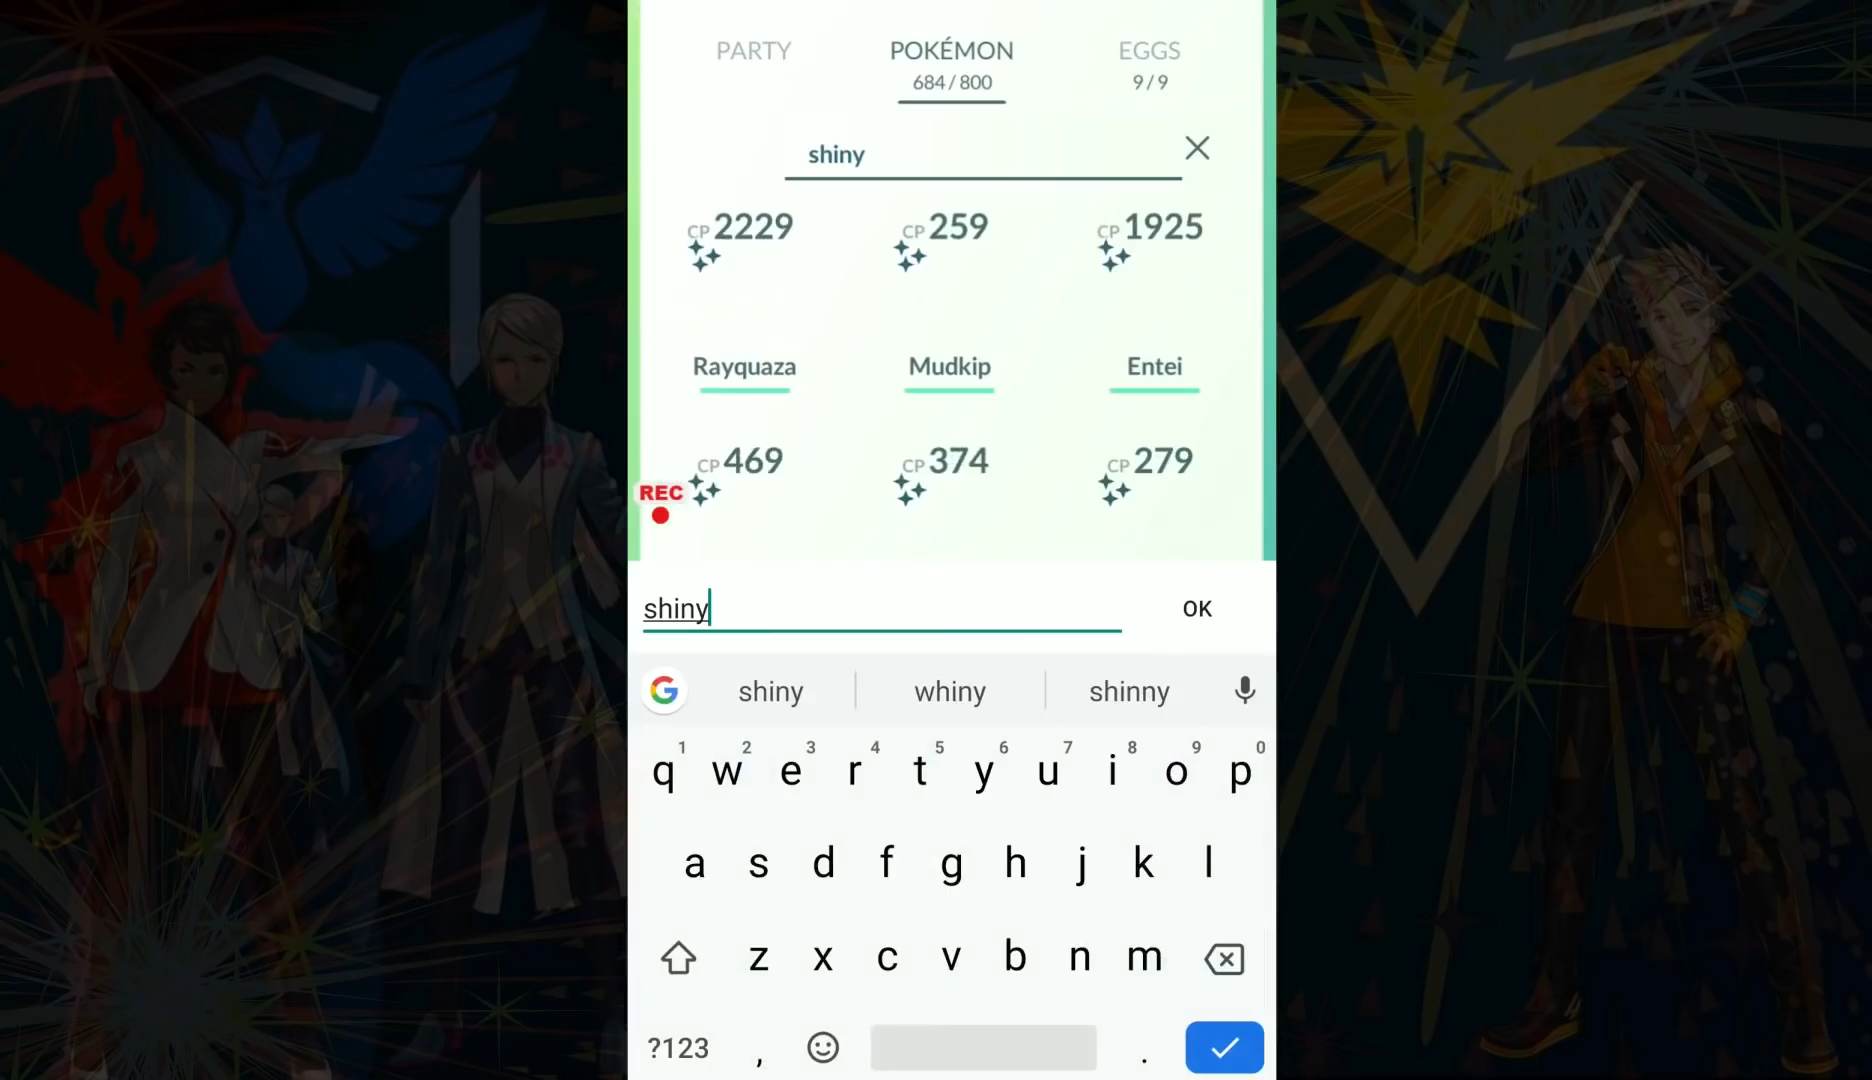 PARTY POKÉMON EGGS
684 / 800 9 / 9
shiny
CP 2229 CP 259 CP 1925
Rayquaza Mudkip Entei
CP 469 CP 374 CP 279
REC
shiny OK
G shiny whiny shinny
1 2 3 4 5 6 7 8 9 0
q w e r t y u i o p
a s d f g h j k l
z x c v b n m
?123 , .